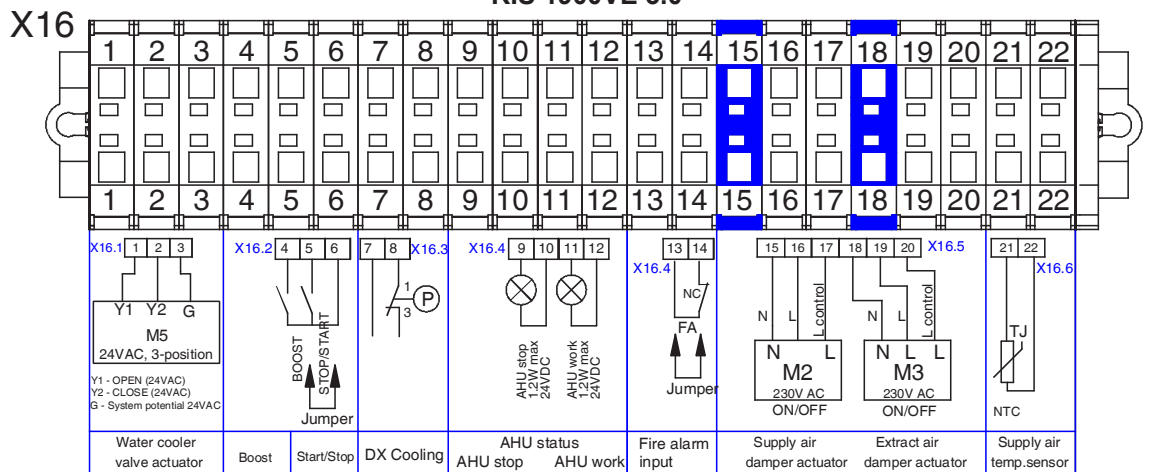 X16
1 2 3 4 5 6 7 8 9 10 11 12 13 14 15 16 17 18 19 20 21 22
1 2 3 4 5 6 7 8 9 10 11 12 13 14 15 16 17 18 19 20 21 22
X16.1 1 2 3 X16.2 4 5 6 7 8 X16.3 X16.4 9 10 11 12 X16.4 13 14 15 16 17 18 19 20 X16.5 21 22 X16.6
Y1 Y2 G
M5
24VAC, 3-position
Y1 - OPEN (24VAC)
Y2 - CLOSE (24VAC)
G - System potential 24VAC
BOOST
STOP/START
Jumper
1
P
3
AHU stop
1.2W max
24VDC
AHU work
1.2W max
24VDC
NC
FA
Jumper
N L L control
N L
M2
230V AC
ON/OFF
N L L control
N L L
M3
230V AC
ON/OFF
TJ
NTC
Water cooler
valve actuator
Boost
Start/Stop
DX Cooling
AHU status
AHU stop AHU work
Fire alarm
input
Supply air
damper actuator
Extract air
damper actuator
Supply air
temp.sensor